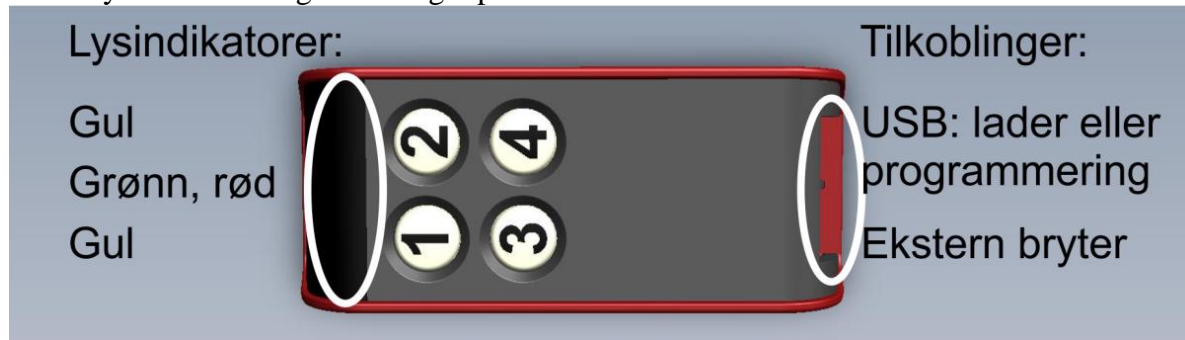 Lysindikatorer:
Gul
Grønn, rød
Gul
2 4
1 3
Tilkoblinger:
USB: lader eller
programmering
Ekstern bryter